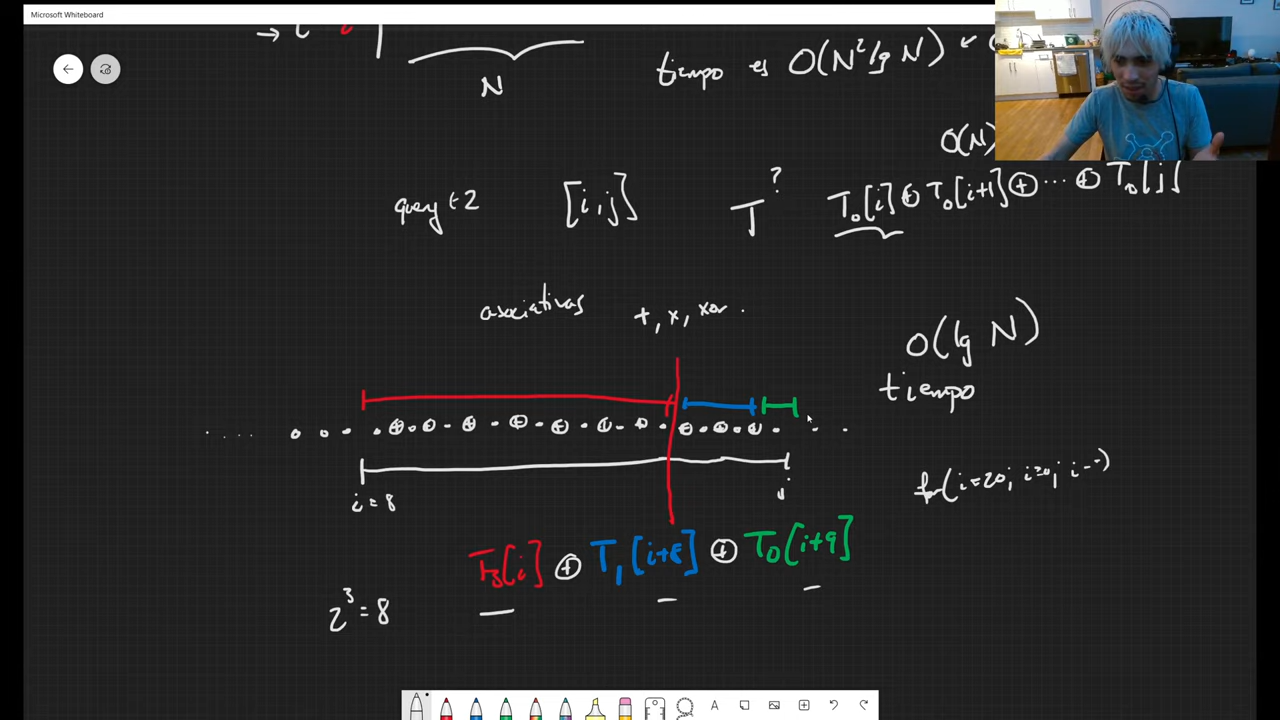 Microsoft Whiteboard
N
tiempo es O(N² lg N) ←
O(N)
query t2 [i,j] T? T₀[i] ⊕ T₀[i+1] ⊕ ... ⊕ T₀[j]
asociativas +, x, xor.
O(lg N)
tiempo
i = 8 j
for(i=20; i≥0; i--)
T₃[i] ⊕ T₁[i+8] ⊕ T₀[i+9]
2³ = 8